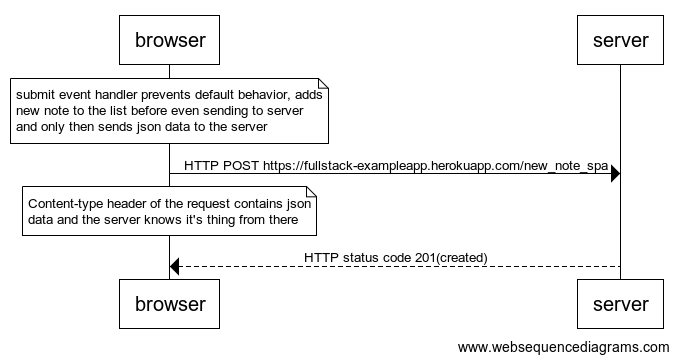 browser
server
submit event handler prevents default behavior, adds
new note to the list before even sending to server
and only then sends json data to the server
HTTP POST https://fullstack-exampleapp.herokuapp.com/new_note_spa
Content-type header of the request contains json
data and the server knows it's thing from there
HTTP status code 201(created)
browser
server
www.websequencediagrams.com